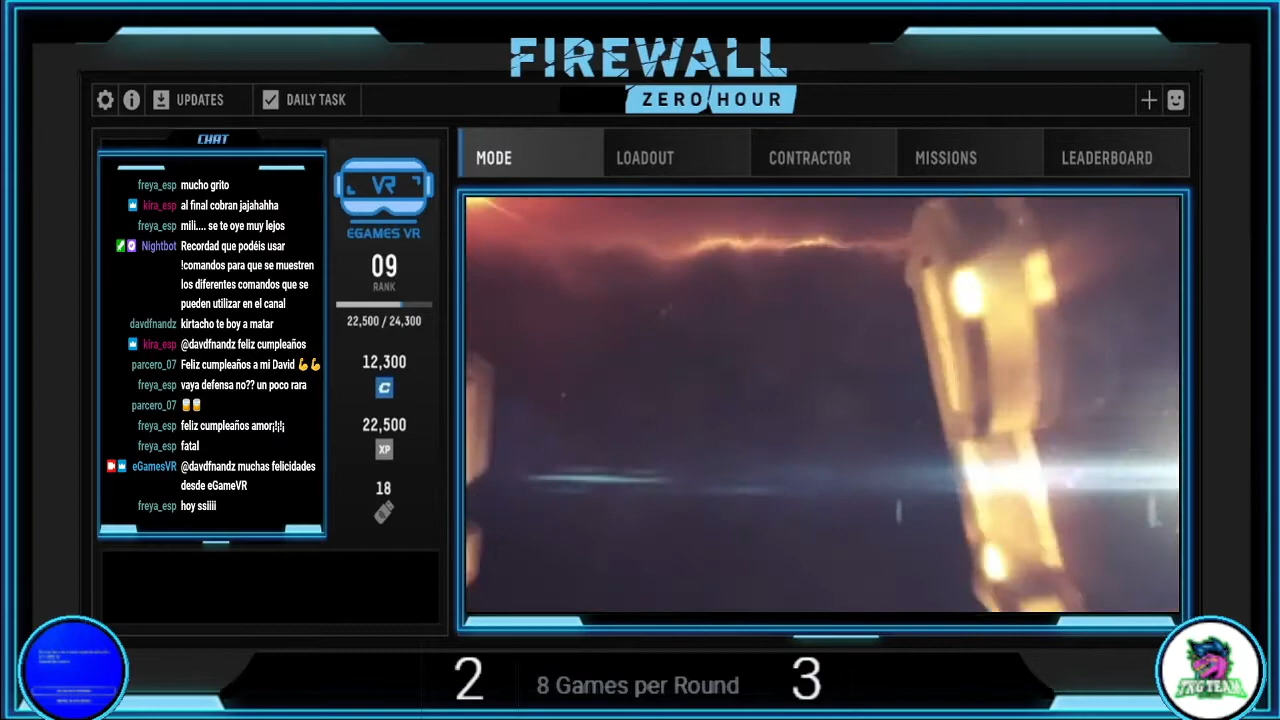 FIREWALL
ZERO HOUR
UPDATES
DAILY TASK
CHAT
freya_esp mucho grito
kira_esp al final cobran jajahahha
freya_esp mili.... se te oye muy lejos
Nightbot Recordad que podéis usar
!comandos para que se muestren
los diferentes comandos que se
pueden utilizar en el canal
davdfnandz kirtacho te boy a matar
kira_esp @davdfnandz feliz cumpleaños
parcero_07 Feliz cumpleaños a mi David 💪💪
freya_esp vaya defensa no?? un poco rara
parcero_07 🍺🍺
freya_esp feliz cumpleaños amor¡!¡!¡
freya_esp fatal
eGamesVR @davdfnandz muchas felicidades
desde eGameVR
freya_esp hoy ssiiii
VR
EGAMES VR
09
RANK
22,500 / 24,300
12,300
C
22,500
XP
18
MODE
LOADOUT
CONTRACTOR
MISSIONS
LEADERBOARD
2
8 Games per Round
3